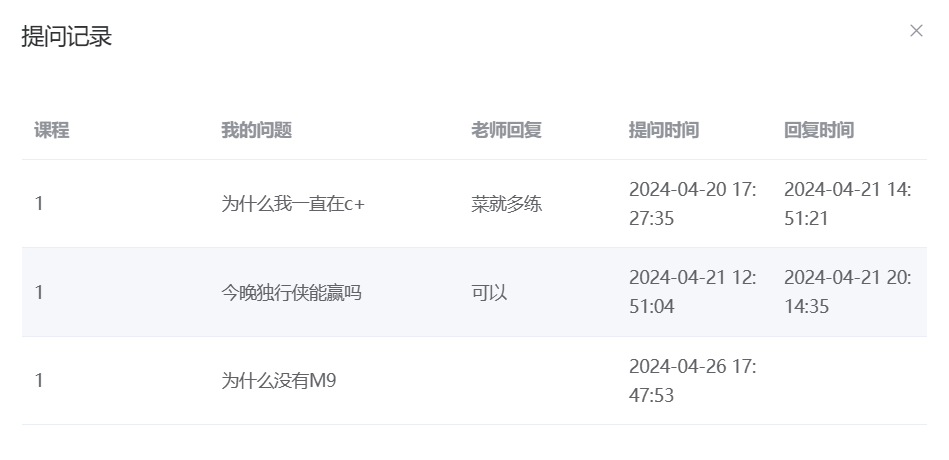 提问记录
课程 我的问题 老师回复 提问时间 回复时间
1 为什么我一直在c+ 菜就多练 2024-04-20 17: 2024-04-21 14:
27:35 51:21
1 今晚独行侠能赢吗 可以 2024-04-21 12: 2024-04-21 20:
51:04 14:35
1 为什么没有M9 2024-04-26 17:
47:53